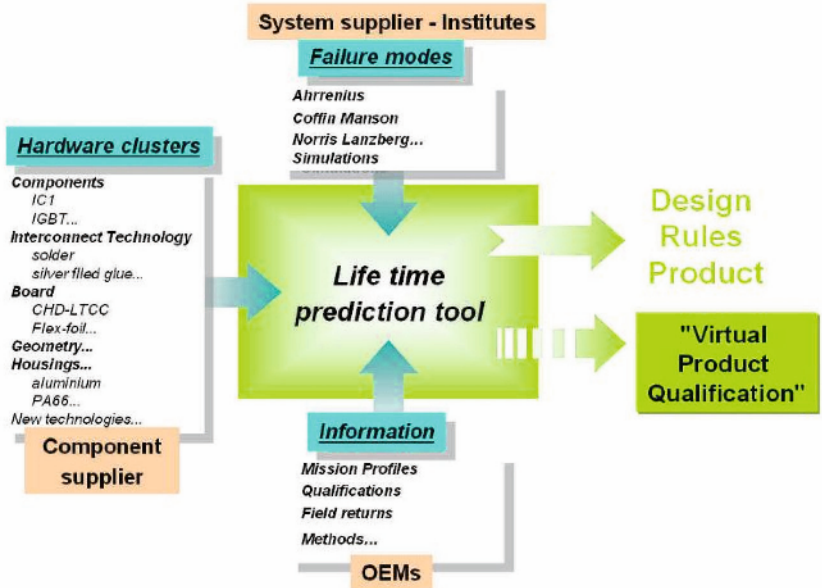 System supplier - Institutes
Failure modes
Ahrrenius
Coffin Manson
Norris Lanzberg...
Simulations
Hardware clusters
Components
IC1
IGBT...
Interconnect Technology
solder
silver filed glue...
Board
CHD-LTCC
Flex-foil...
Geometry...
Housings...
aluminium
PA66...
New technologies...
Component
supplier
Life time
prediction tool
Design
Rules
Product
"Virtual
Product
Qualification"
Information
Mission Profiles
Qualifications
Field returns
Methods...
OEMs